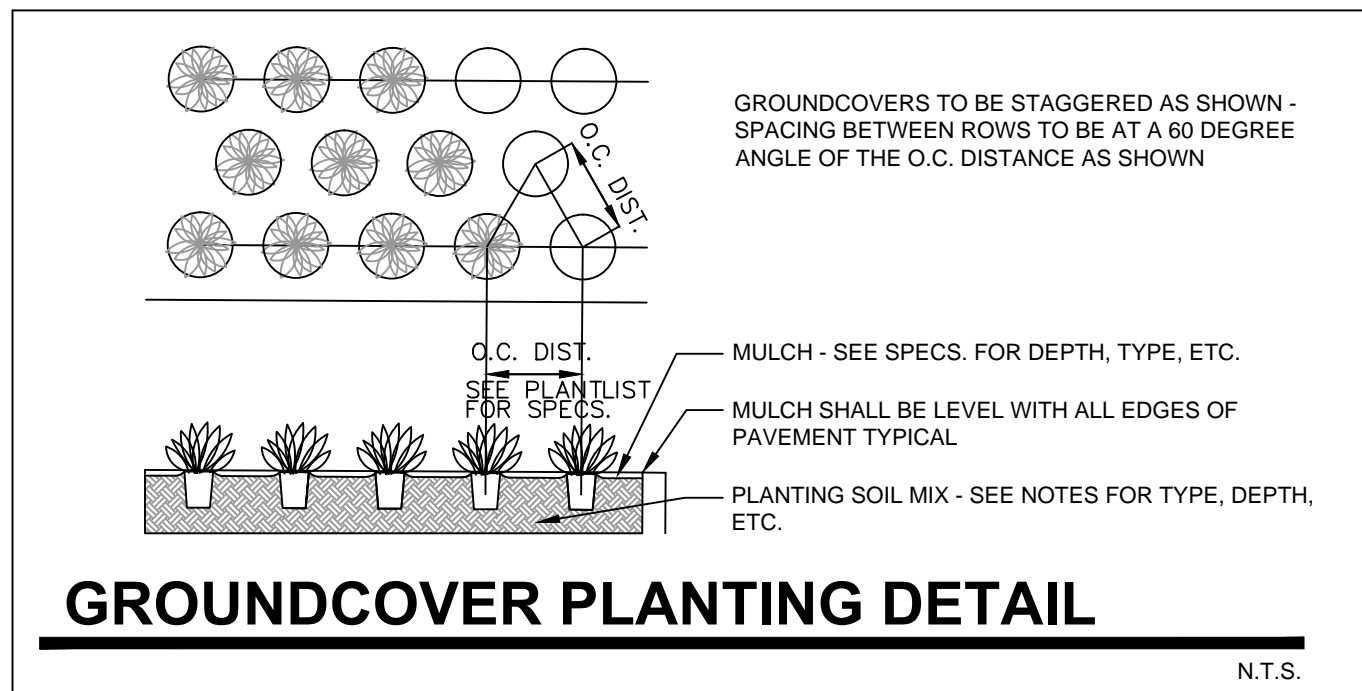 GROUNDCOVERS TO BE STAGGERED AS SHOWN -
SPACING BETWEEN ROWS TO BE AT A 60 DEGREE
ANGLE OF THE O.C. DISTANCE AS SHOWN
O.C. DIST.
O.C. DIST.
SEE PLANTLIST
FOR SPECS.
MULCH - SEE SPECS. FOR DEPTH, TYPE, ETC.
MULCH SHALL BE LEVEL WITH ALL EDGES OF
PAVEMENT TYPICAL
PLANTING SOIL MIX - SEE NOTES FOR TYPE, DEPTH,
ETC.
GROUNDCOVER PLANTING DETAIL
N.T.S.